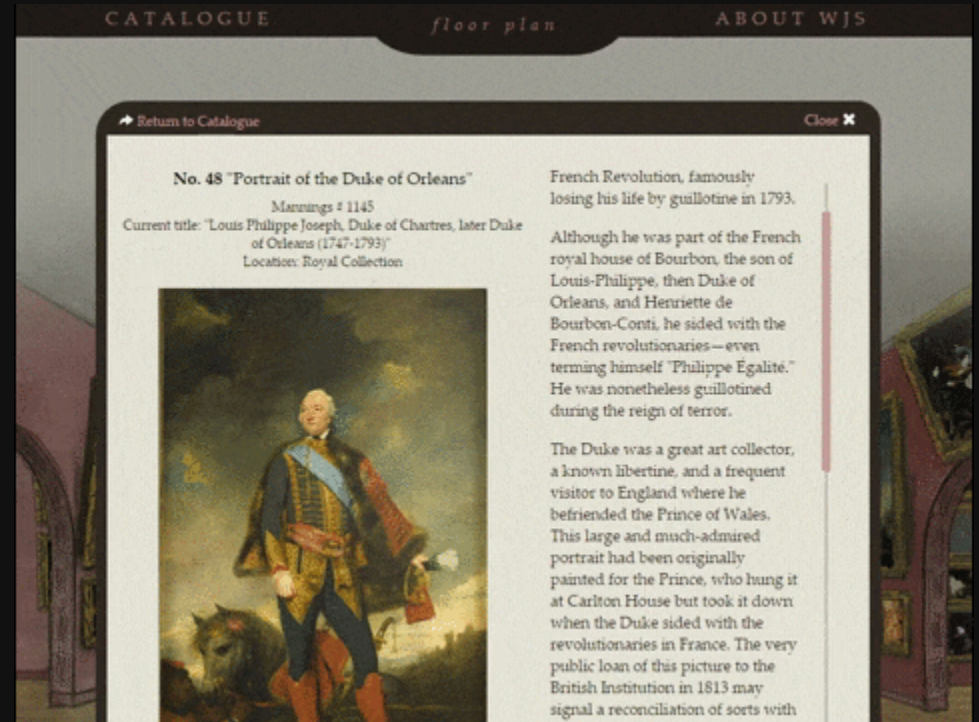 CATALOGUE
floor plan
ABOUT WJS
Return to Catalogue
Close
No. 48 "Portrait of the Duke of Orleans"
Mannings # 1145
Current title: "Louis Philippe Joseph, Duke of Chartres, later Duke
of Orleans (1747-1793)"
Location: Royal Collection
French Revolution, famously
losing his life by guillotine in 1793.
Although he was part of the French
royal house of Bourbon, the son of
Louis-Philippe, then Duke of
Orleans, and Henriette de
Bourbon-Conti, he sided with the
French revolutionaries—even
terming himself "Philippe Égalité."
He was nonetheless guillotined
during the reign of terror.
The Duke was a great art collector,
a known libertine, and a frequent
visitor to England where he
befriended the Prince of Wales.
This large and much-admired
portrait had been originally
painted for the Prince, who hung it
at Carlton House but took it down
when the Duke sided with the
revolutionaries in France. The very
public loan of this picture to the
British Institution in 1813 may
signal a reconciliation of sorts with